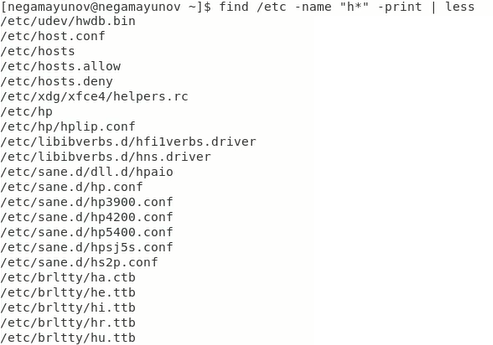 [negamayunov@negamayunov ~]$ find /etc -name "h*" -print | less
/etc/udev/hwdb.bin
/etc/host.conf
/etc/hosts
/etc/hosts.allow
/etc/hosts.deny
/etc/xdg/xfce4/helpers.rc
/etc/hp
/etc/hp/hplip.conf
/etc/libibverbs.d/hfi1verbs.driver
/etc/libibverbs.d/hns.driver
/etc/sane.d/dll.d/hpaio
/etc/sane.d/hp.conf
/etc/sane.d/hp3900.conf
/etc/sane.d/hp4200.conf
/etc/sane.d/hp5400.conf
/etc/sane.d/hpsj5s.conf
/etc/sane.d/hs2p.conf
/etc/brltty/ha.ctb
/etc/brltty/he.ttb
/etc/brltty/hi.ttb
/etc/brltty/hr.ttb
/etc/brltty/hu.ttb